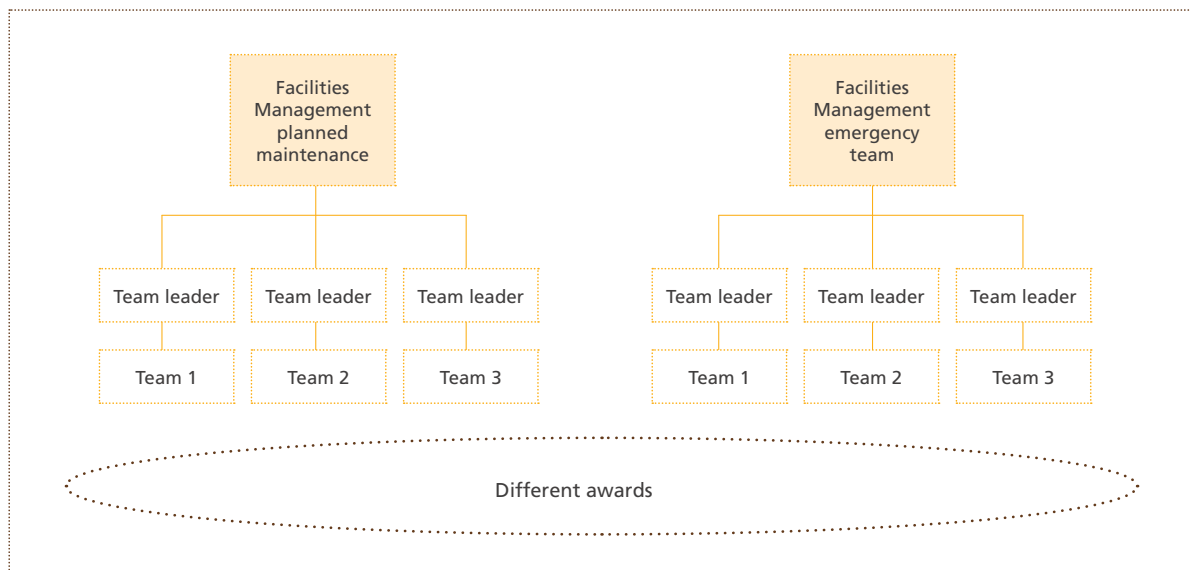 Facilities
Management
planned
maintenance
Facilities
Management
emergency
team
Team leader
Team leader
Team leader
Team leader
Team leader
Team leader
Team 1
Team 2
Team 3
Team 1
Team 2
Team 3
Different awards